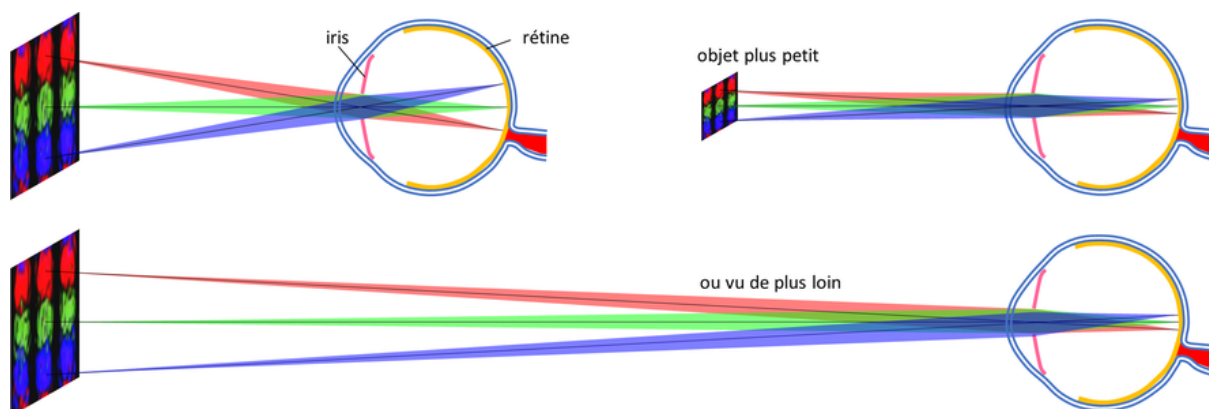 iris
rétine
objet plus petit
ou vu de plus loin